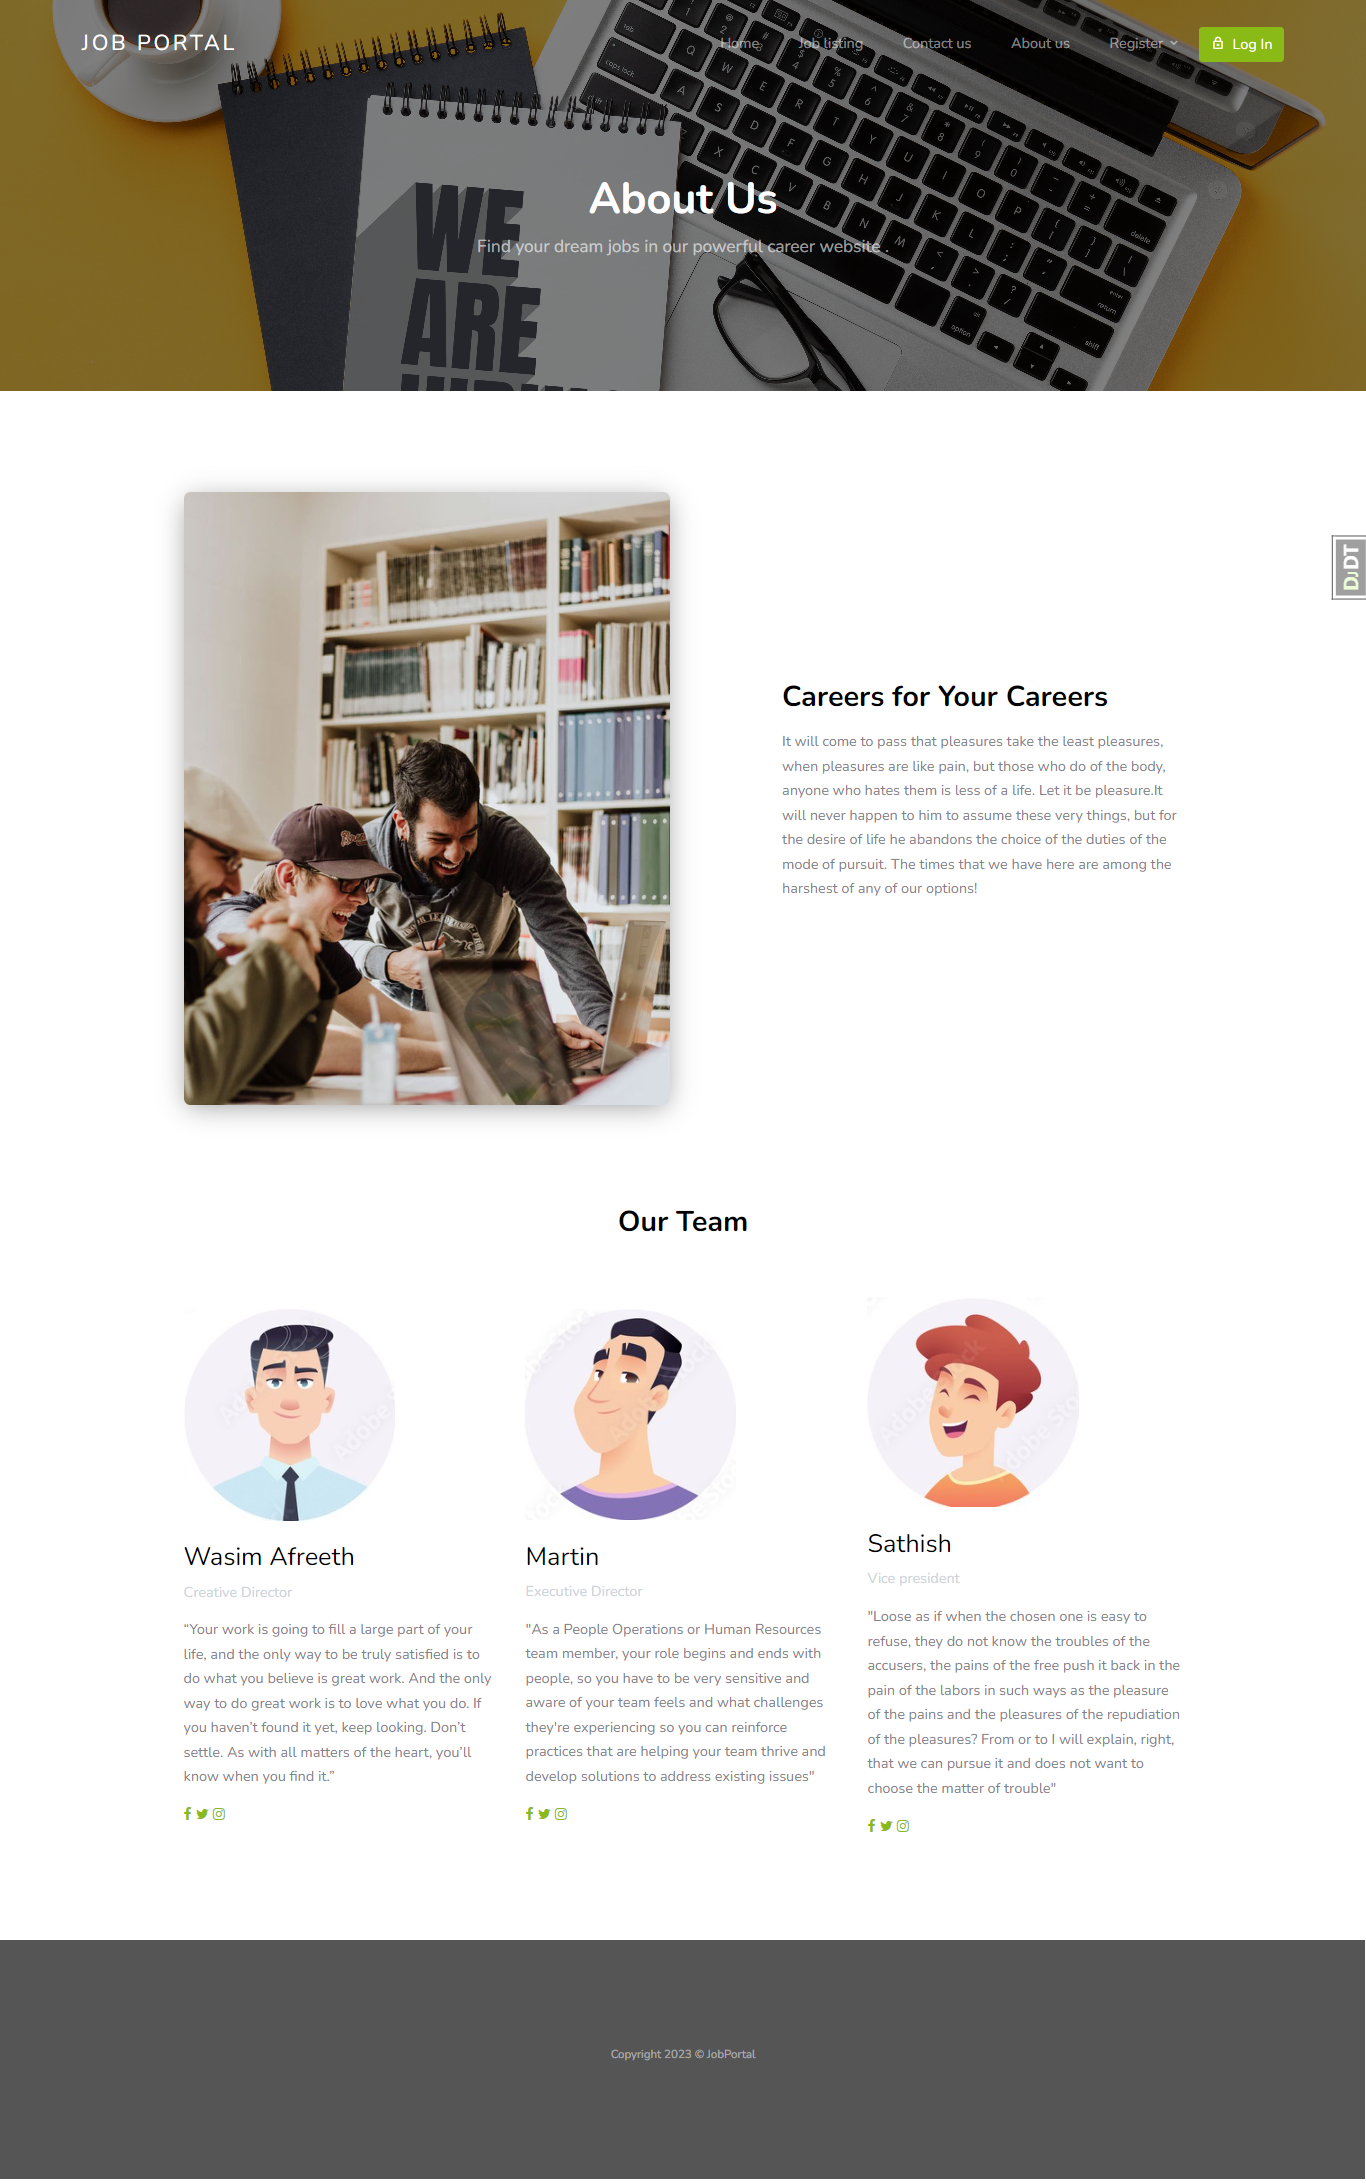 JOB PORTAL
Home Job listing Contact us About us Register Log In
WE
ARE
About Us
Find your dream jobs in our powerful career website .
DJDT
Careers for Your Careers
It will come to pass that pleasures take the least pleasures,
when pleasures are like pain, but those who do of the body,
anyone who hates them is less of a life. Let it be pleasure.It
will never happen to him to assume these very things, but for
the desire of life he abandons the choice of the duties of the
mode of pursuit. The times that we have here are among the
harshest of any of our options!
Our Team
Wasim Afreeth
Creative Director
“Your work is going to fill a large part of your
life, and the only way to be truly satisfied is to
do what you believe is great work. And the only
way to do great work is to love what you do. If
you haven’t found it yet, keep looking. Don’t
settle. As with all matters of the heart, you’ll
know when you find it.”
Martin
Executive Director
"As a People Operations or Human Resources
team member, your role begins and ends with
people, so you have to be very sensitive and
aware of your team feels and what challenges
they're experiencing so you can reinforce
practices that are helping your team thrive and
develop solutions to address existing issues"
Sathish
Vice president
"Loose as if when the chosen one is easy to
refuse, they do not know the troubles of the
accusers, the pains of the free push it back in the
pain of the labors in such ways as the pleasure
of the pains and the pleasures of the repudiation
of the pleasures? From or to I will explain, right,
that we can pursue it and does not want to
choose the matter of trouble"
Copyright 2023 © JobPortal